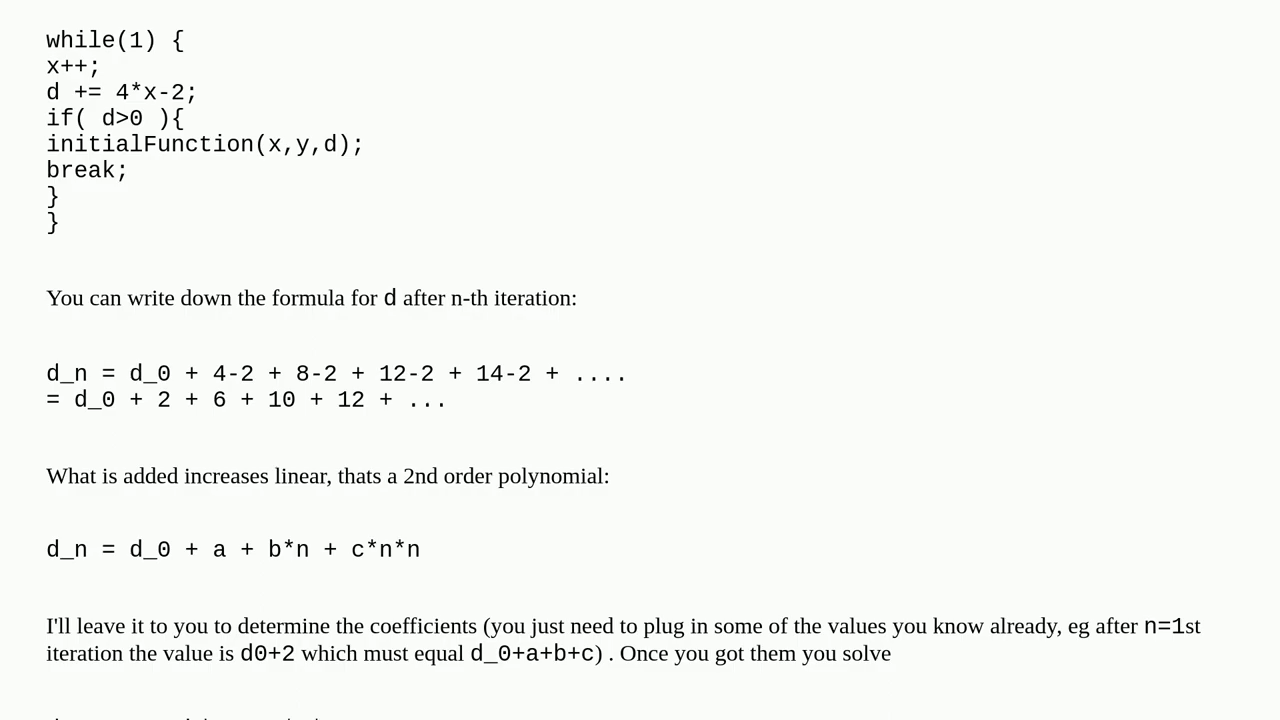 while(1) {
x++;
d += 4*x-2;
if( d>0 ){
initialFunction(x,y,d);
break;
}
}
You can write down the formula for d after n-th iteration:
d_n = d_0 + 4-2 + 8-2 + 12-2 + 14-2 + ....
= d_0 + 2 + 6 + 10 + 12 + ...
What is added increases linear, thats a 2nd order polynomial:
d_n = d_0 + a + b*n + c*n*n
I'll leave it to you to determine the coefficients (you just need to plug in some of the values you know already, eg after n=1st
iteration the value is d0+2 which must equal d_0+a+b+c) . Once you got them you solve